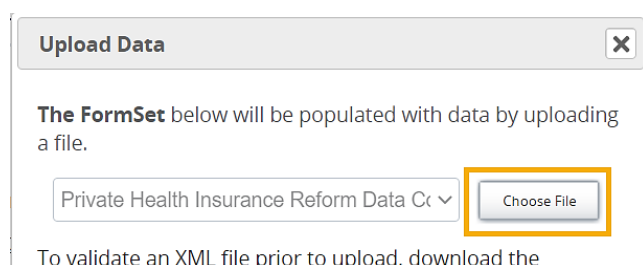 Upload Data
The FormSet below will be populated with data by uploading
a file.
Private Health Insurance Reform Data Choose File
To validate an XML file prior to upload, download the